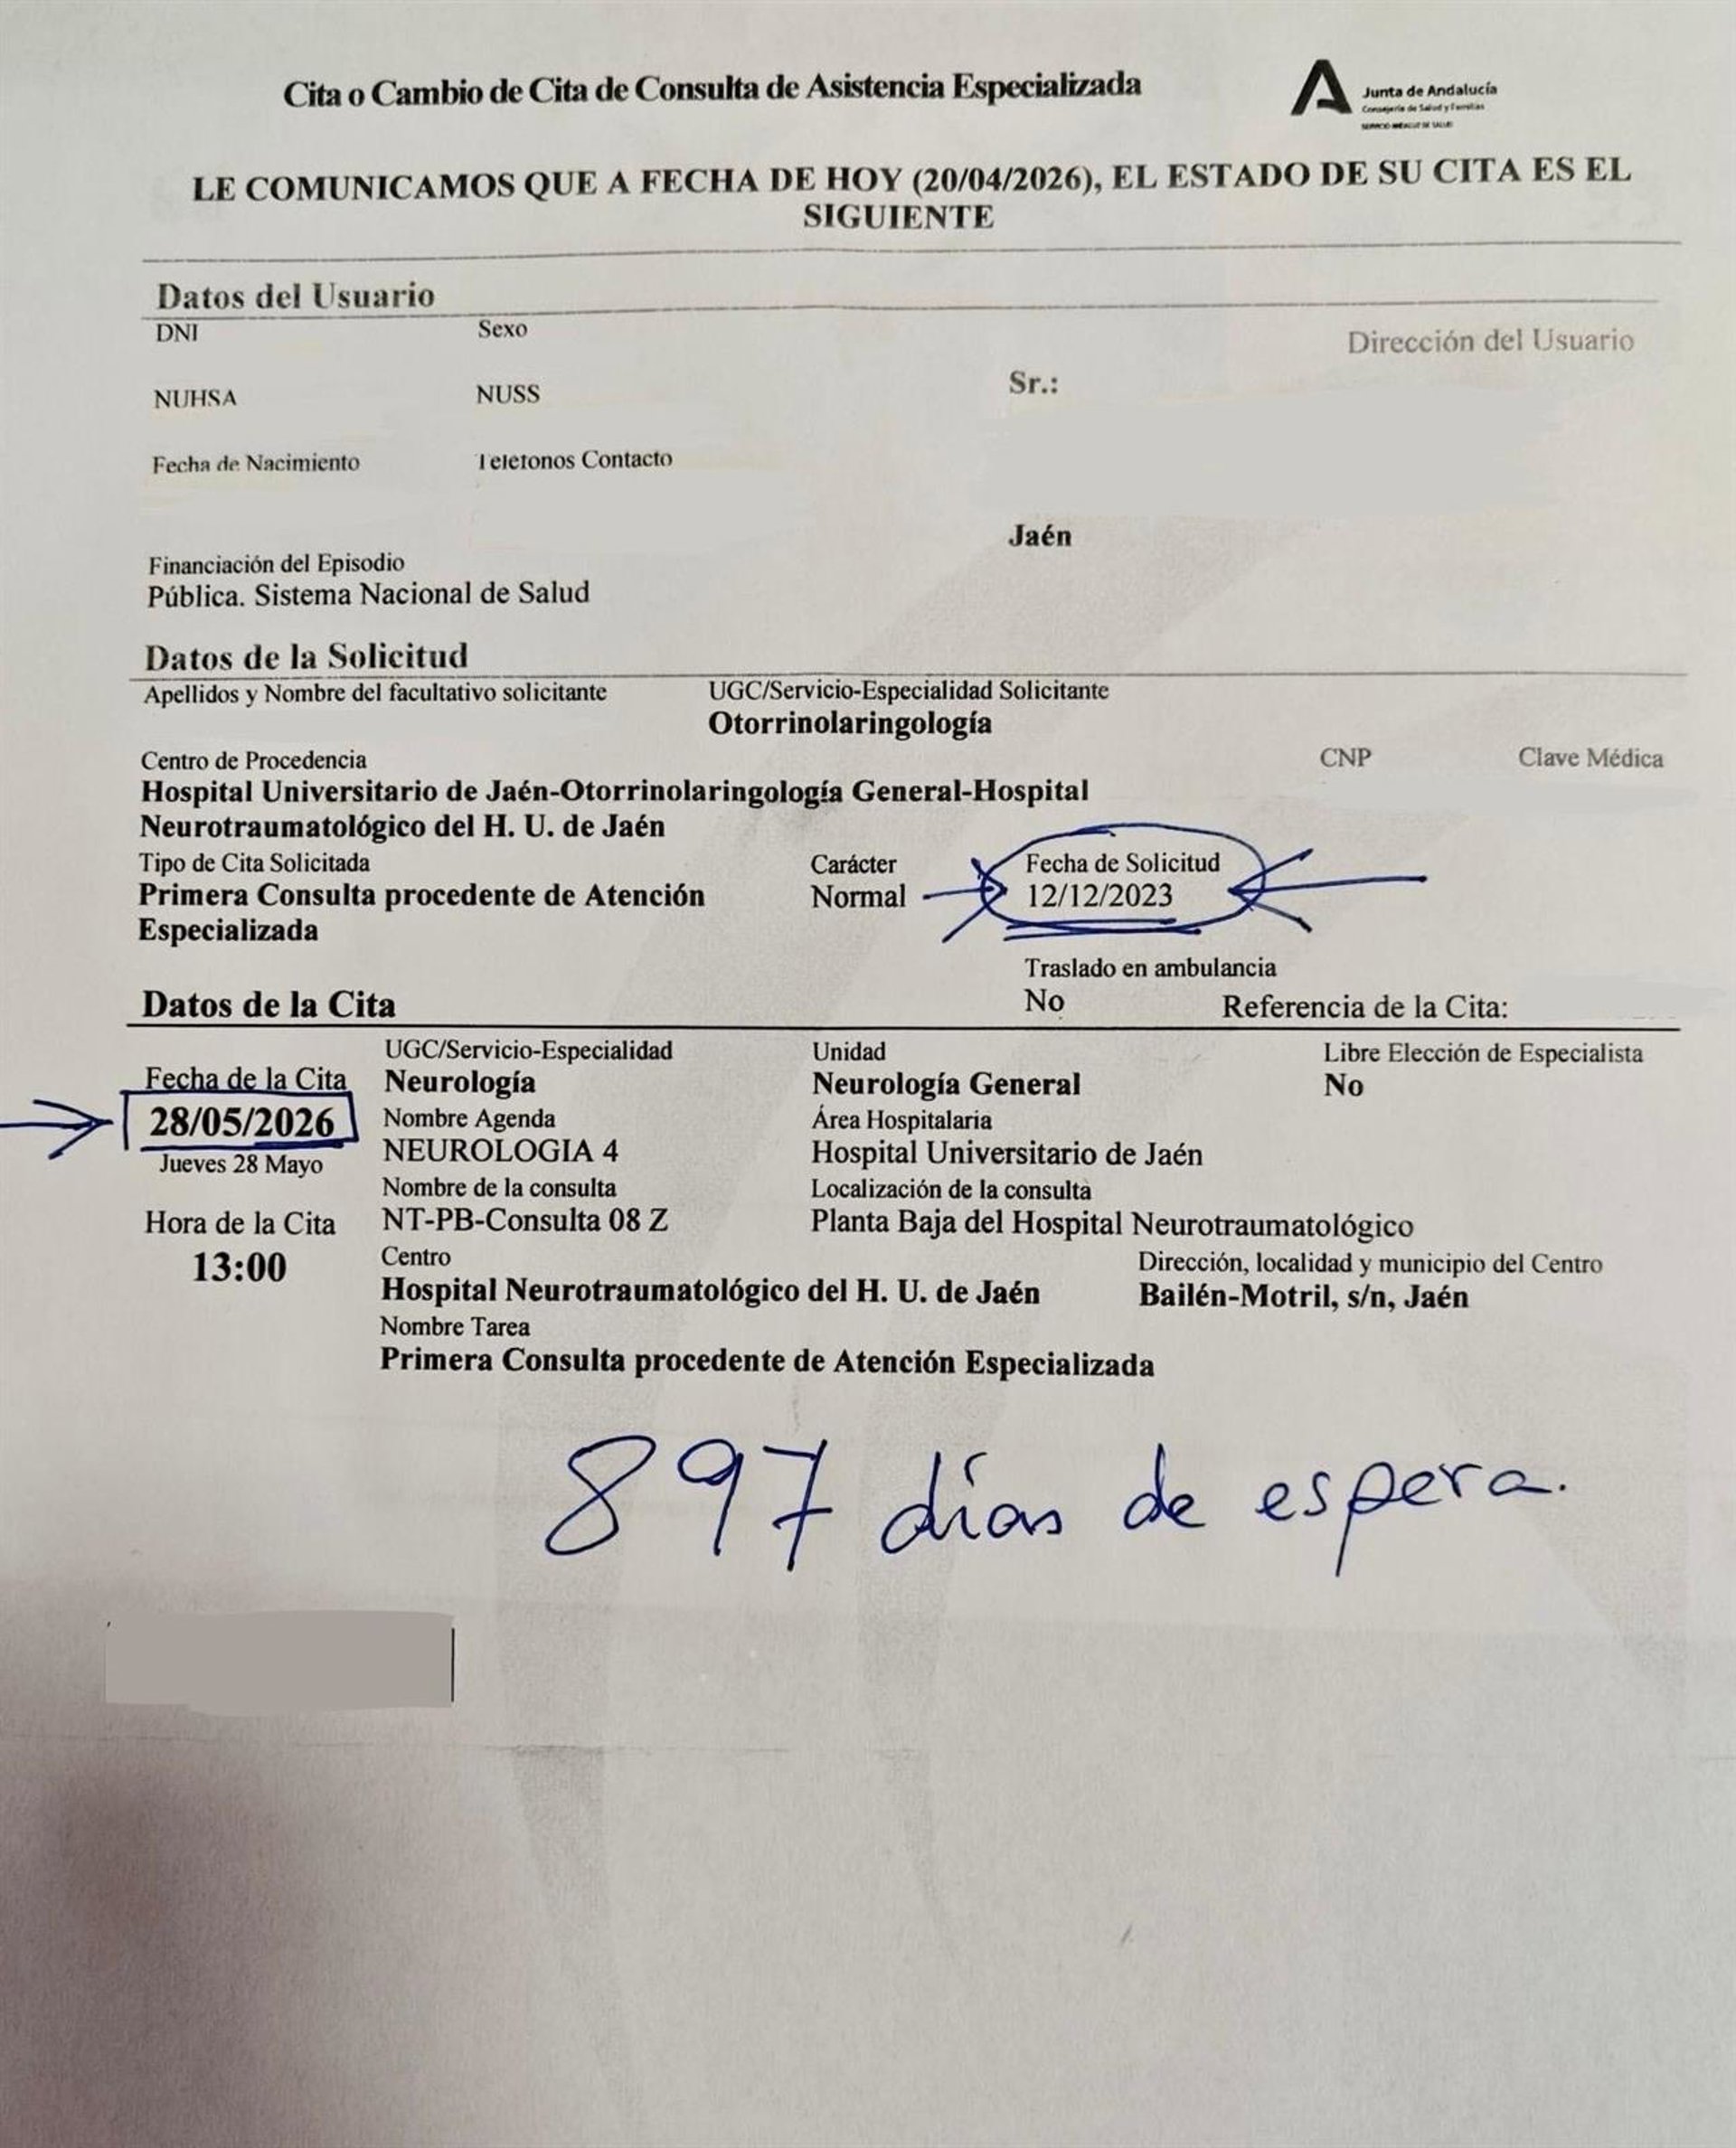 Cita o Cambio de Cita de Consulta de Asistencia Especializada
Junta de Andalucía
Consejería de Salud y Familias
LE COMUNICAMOS QUE A FECHA DE HOY (20/04/2026), EL ESTADO DE SU CITA ES EL
SIGUIENTE
Datos del Usuario
DNI Sexo
Dirección del Usuario
NUHSA NUSS
Sr.:
Fecha de Nacimiento Teléfonos Contacto
Jaén
Financiación del Episodio
Pública. Sistema Nacional de Salud
Datos de la Solicitud
Apellidos y Nombre del facultativo solicitante UGC/Servicio-Especialidad Solicitante
Otorrinolaringología
Centro de Procedencia CNP Clave Médica
Hospital Universitario de Jaén-Otorrinolaringología General-Hospital
Neurotraumatológico del H. U. de Jaén
Tipo de Cita Solicitada Carácter Fecha de Solicitud
Primera Consulta procedente de Atención Normal 12/12/2023
Especializada
Traslado en ambulancia
No
Datos de la Cita Referencia de la Cita:
UGC/Servicio-Especialidad Unidad Libre Elección de Especialista
Fecha de la Cita Neurología Neurología General No
28/05/2026 Nombre Agenda Área Hospitalaria
Jueves 28 Mayo NEUROLOGIA 4 Hospital Universitario de Jaén
Nombre de la consulta Localización de la consulta
Hora de la Cita NT-PB-Consulta 08 Z Planta Baja del Hospital Neurotraumatológico
13:00 Centro Dirección, localidad y municipio del Centro
Hospital Neurotraumatológico del H. U. de Jaén Bailén-Motril, s/n, Jaén
Nombre Tarea
Primera Consulta procedente de Atención Especializada
897 días de espera.